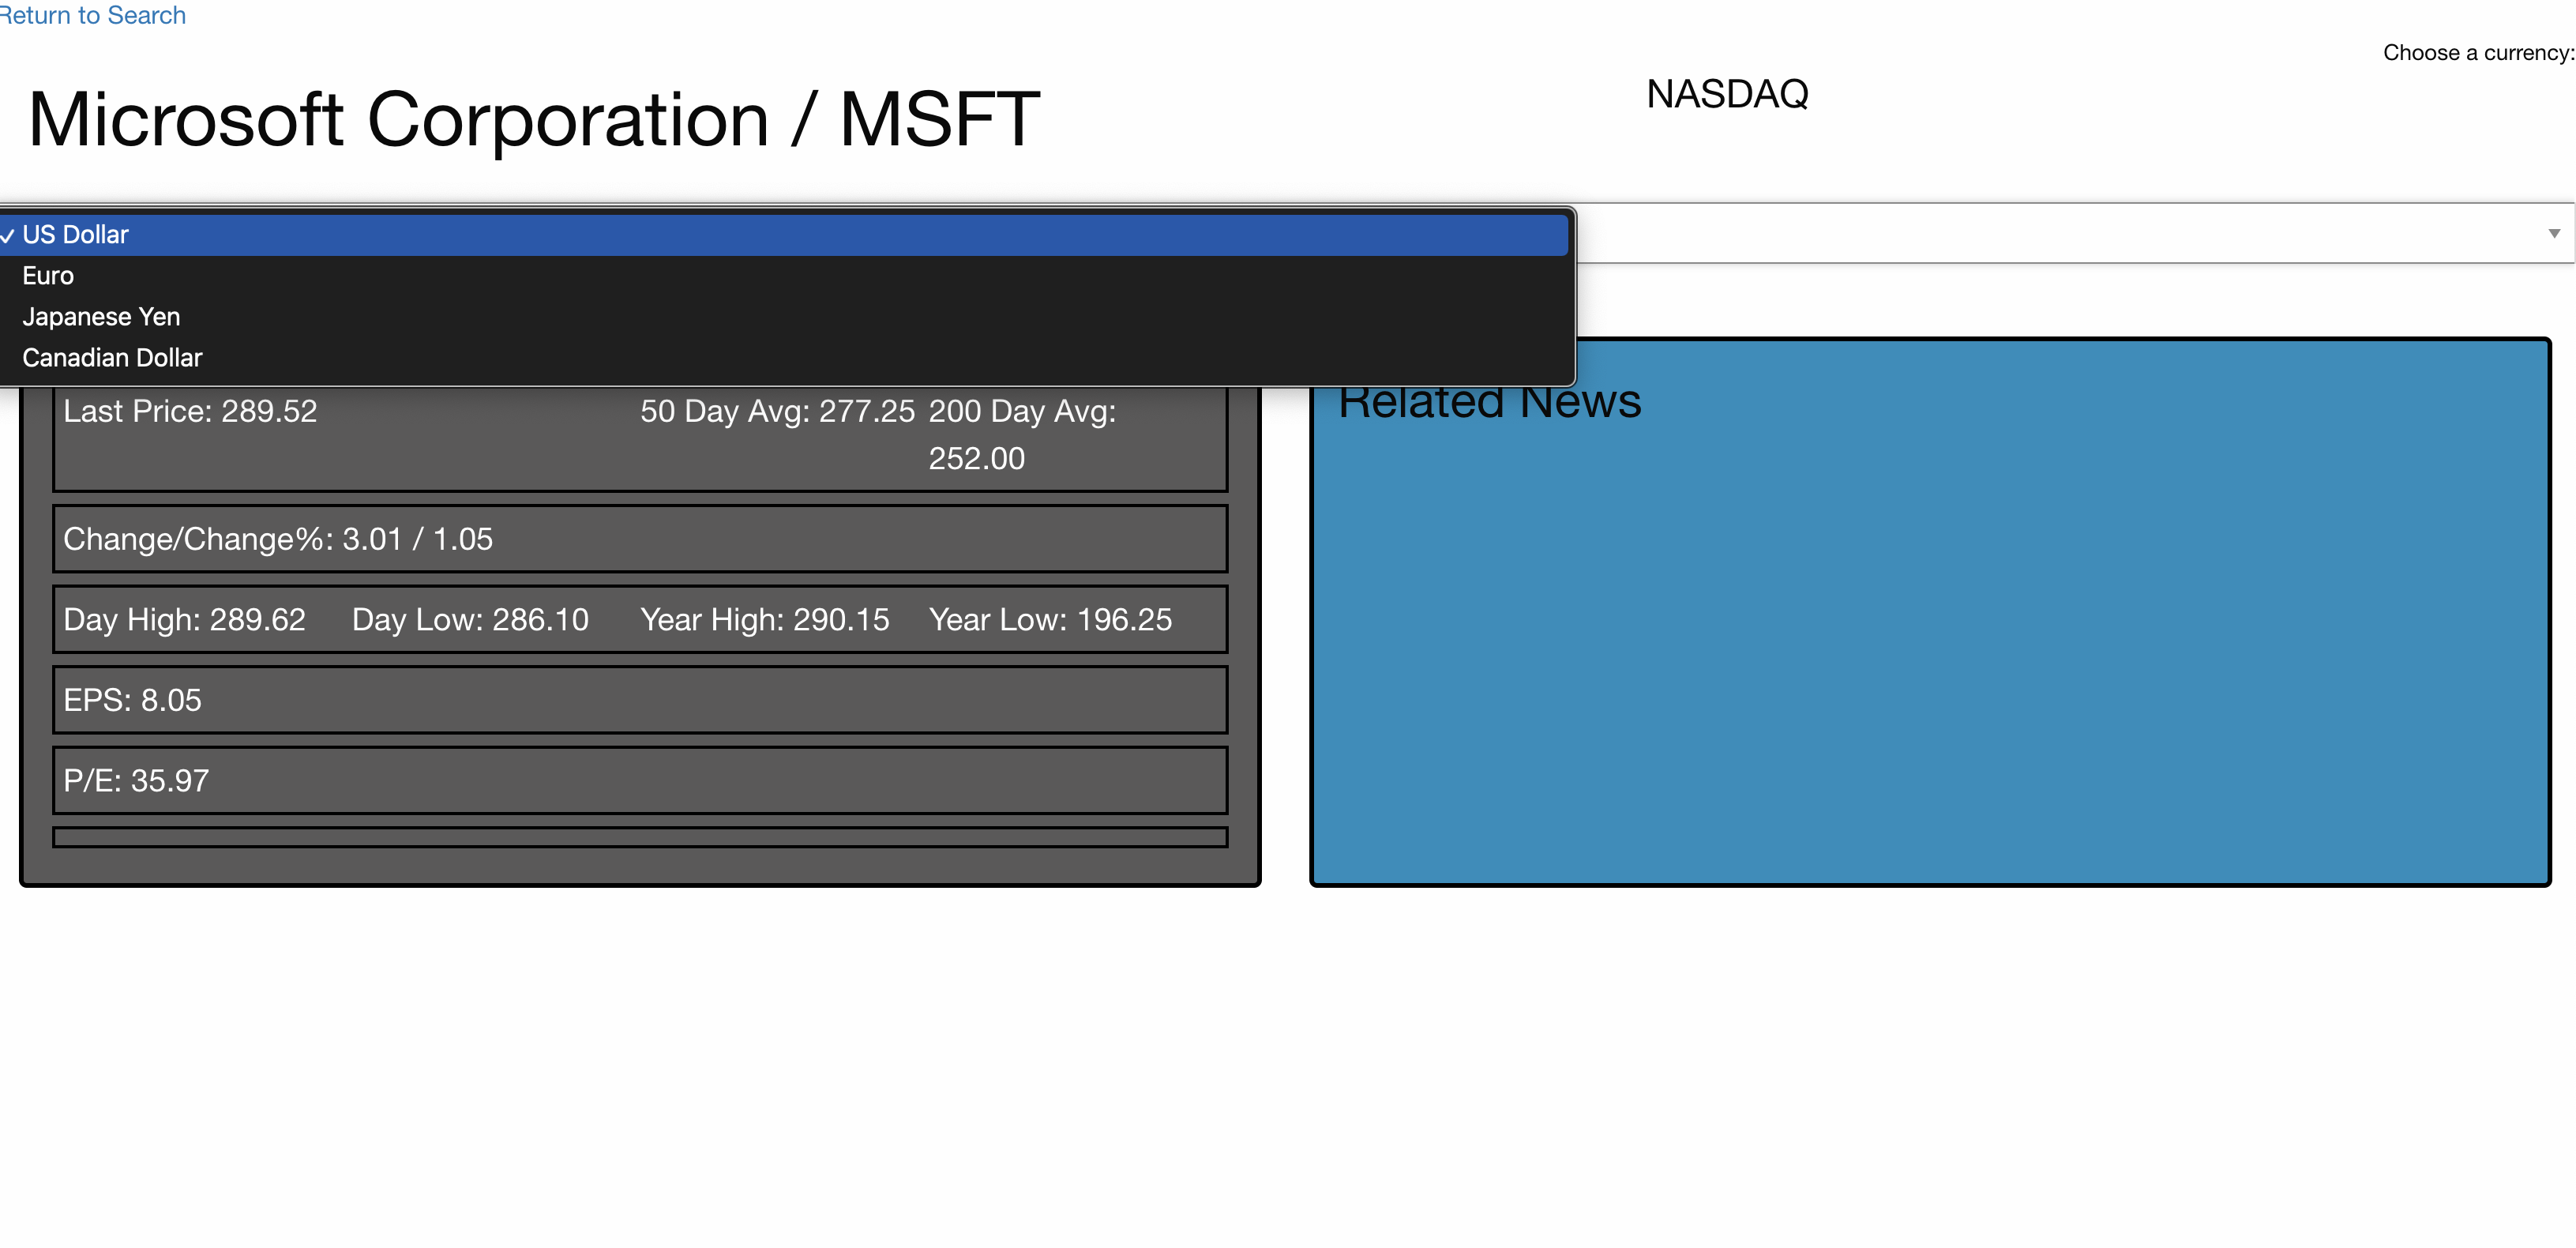 Return to Search
Choose a currency:
Microsoft Corporation / MSFT
NASDAQ
US Dollar
Euro
Japanese Yen
Canadian Dollar
Last Price: 289.52
50 Day Avg: 277.25
200 Day Avg:
252.00
Change/Change%: 3.01 / 1.05
Day High: 289.62
Day Low: 286.10
Year High: 290.15
Year Low: 196.25
EPS: 8.05
P/E: 35.97
Related News